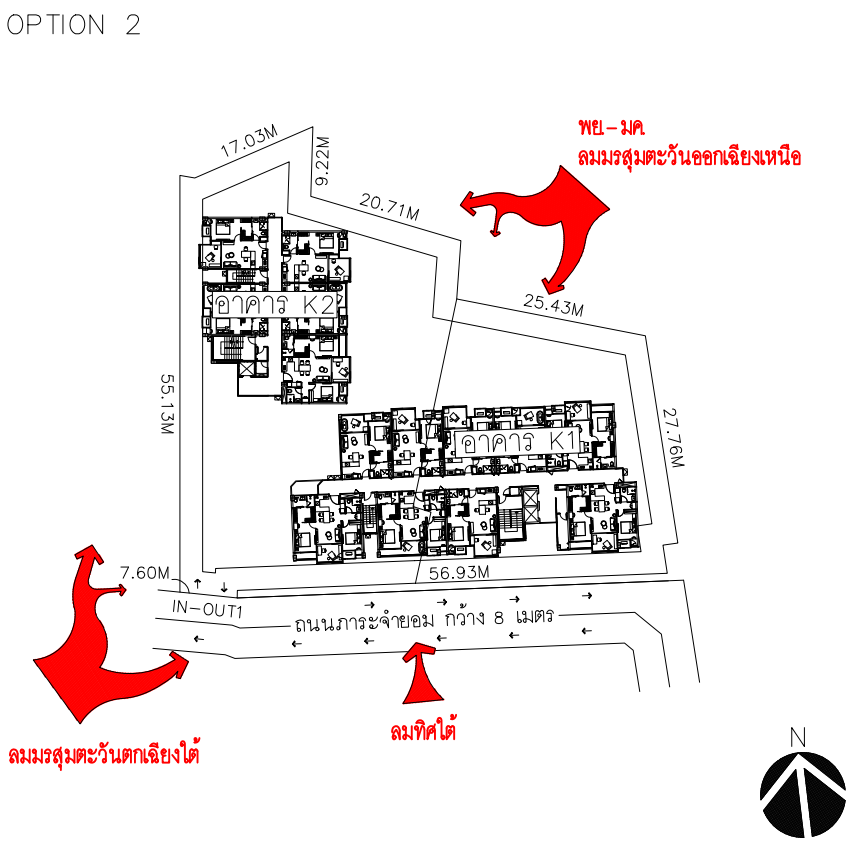 OPTION 2
พย.-มค.
ลมมรสุมตะวันออกเฉียงเหนือ
17.03M
9.22M
20.71M
25.43M
อาคาร K2
55.13M
27.76M
อาคาร K1
7.60M
56.93M
IN-OUT1
ถนนภาระจำยอม กว้าง 8 เมตร
ลมทิศใต้
ลมมรสุมตะวันตกเฉียงใต้
N